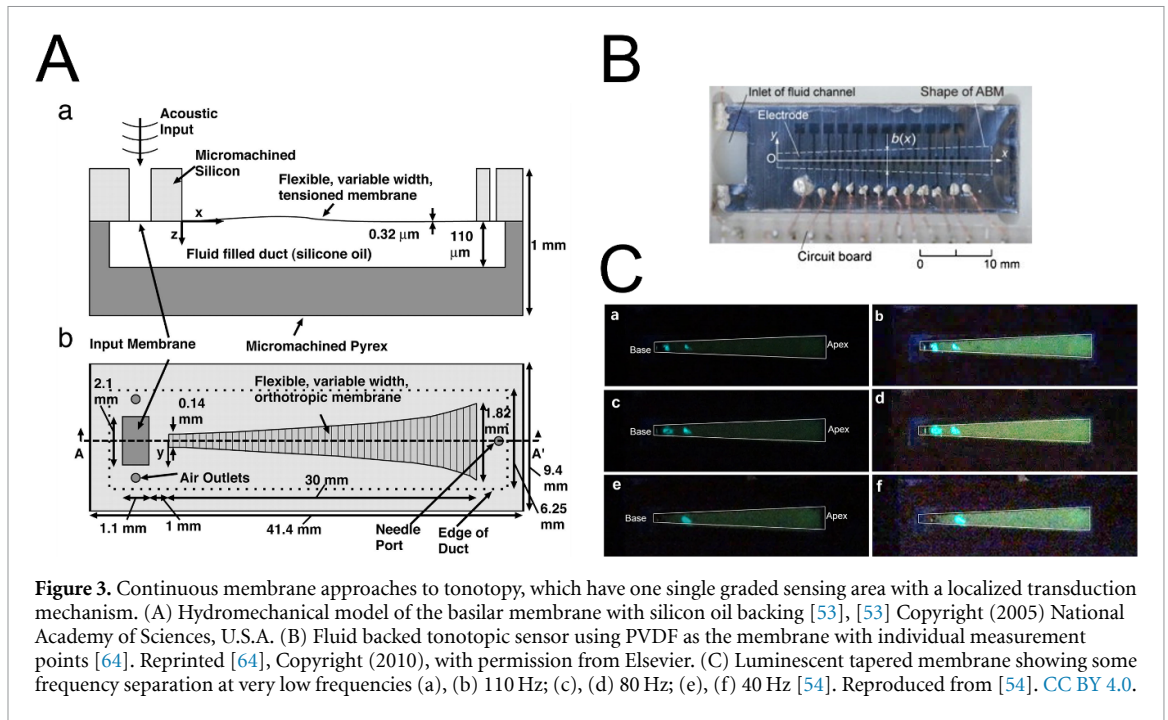 A
a
Acoustic
Input
Micromachined
Silicon
Flexible, variable width,
tensioned membrane
x
z
0.32 μm
110
μm
1 mm
Fluid filled duct (silicone oil)
Input Membrane
Micromachined Pyrex
b
2.1
mm
0.14
mm
Flexible, variable width,
orthotropic membrane
1.82
mm
A
A'
y
Air Outlets
30 mm
9.4
mm
6.25
mm
1.1 mm
1 mm
41.4 mm
Needle
Port
Edge of
Duct
B
Inlet of fluid channel
Shape of ABM
Electrode
y
b(x)
O
x
Circuit board
0
10 mm
C
a
Base
Apex
b
c
Base
Apex
d
e
Base
Apex
f
Figure 3. Continuous membrane approaches to tonotopy, which have one single graded sensing area with a localized transduction
mechanism. (A) Hydromechanical model of the basilar membrane with silicon oil backing [53], [53] Copyright (2005) National
Academy of Sciences, U.S.A. (B) Fluid backed tonotopic sensor using PVDF as the membrane with individual measurement
points [64]. Reprinted [64], Copyright (2010), with permission from Elsevier. (C) Luminescent tapered membrane showing some
frequency separation at very low frequencies (a), (b) 110 Hz; (c), (d) 80 Hz; (e), (f) 40 Hz [54]. Reproduced from [54]. CC BY 4.0.